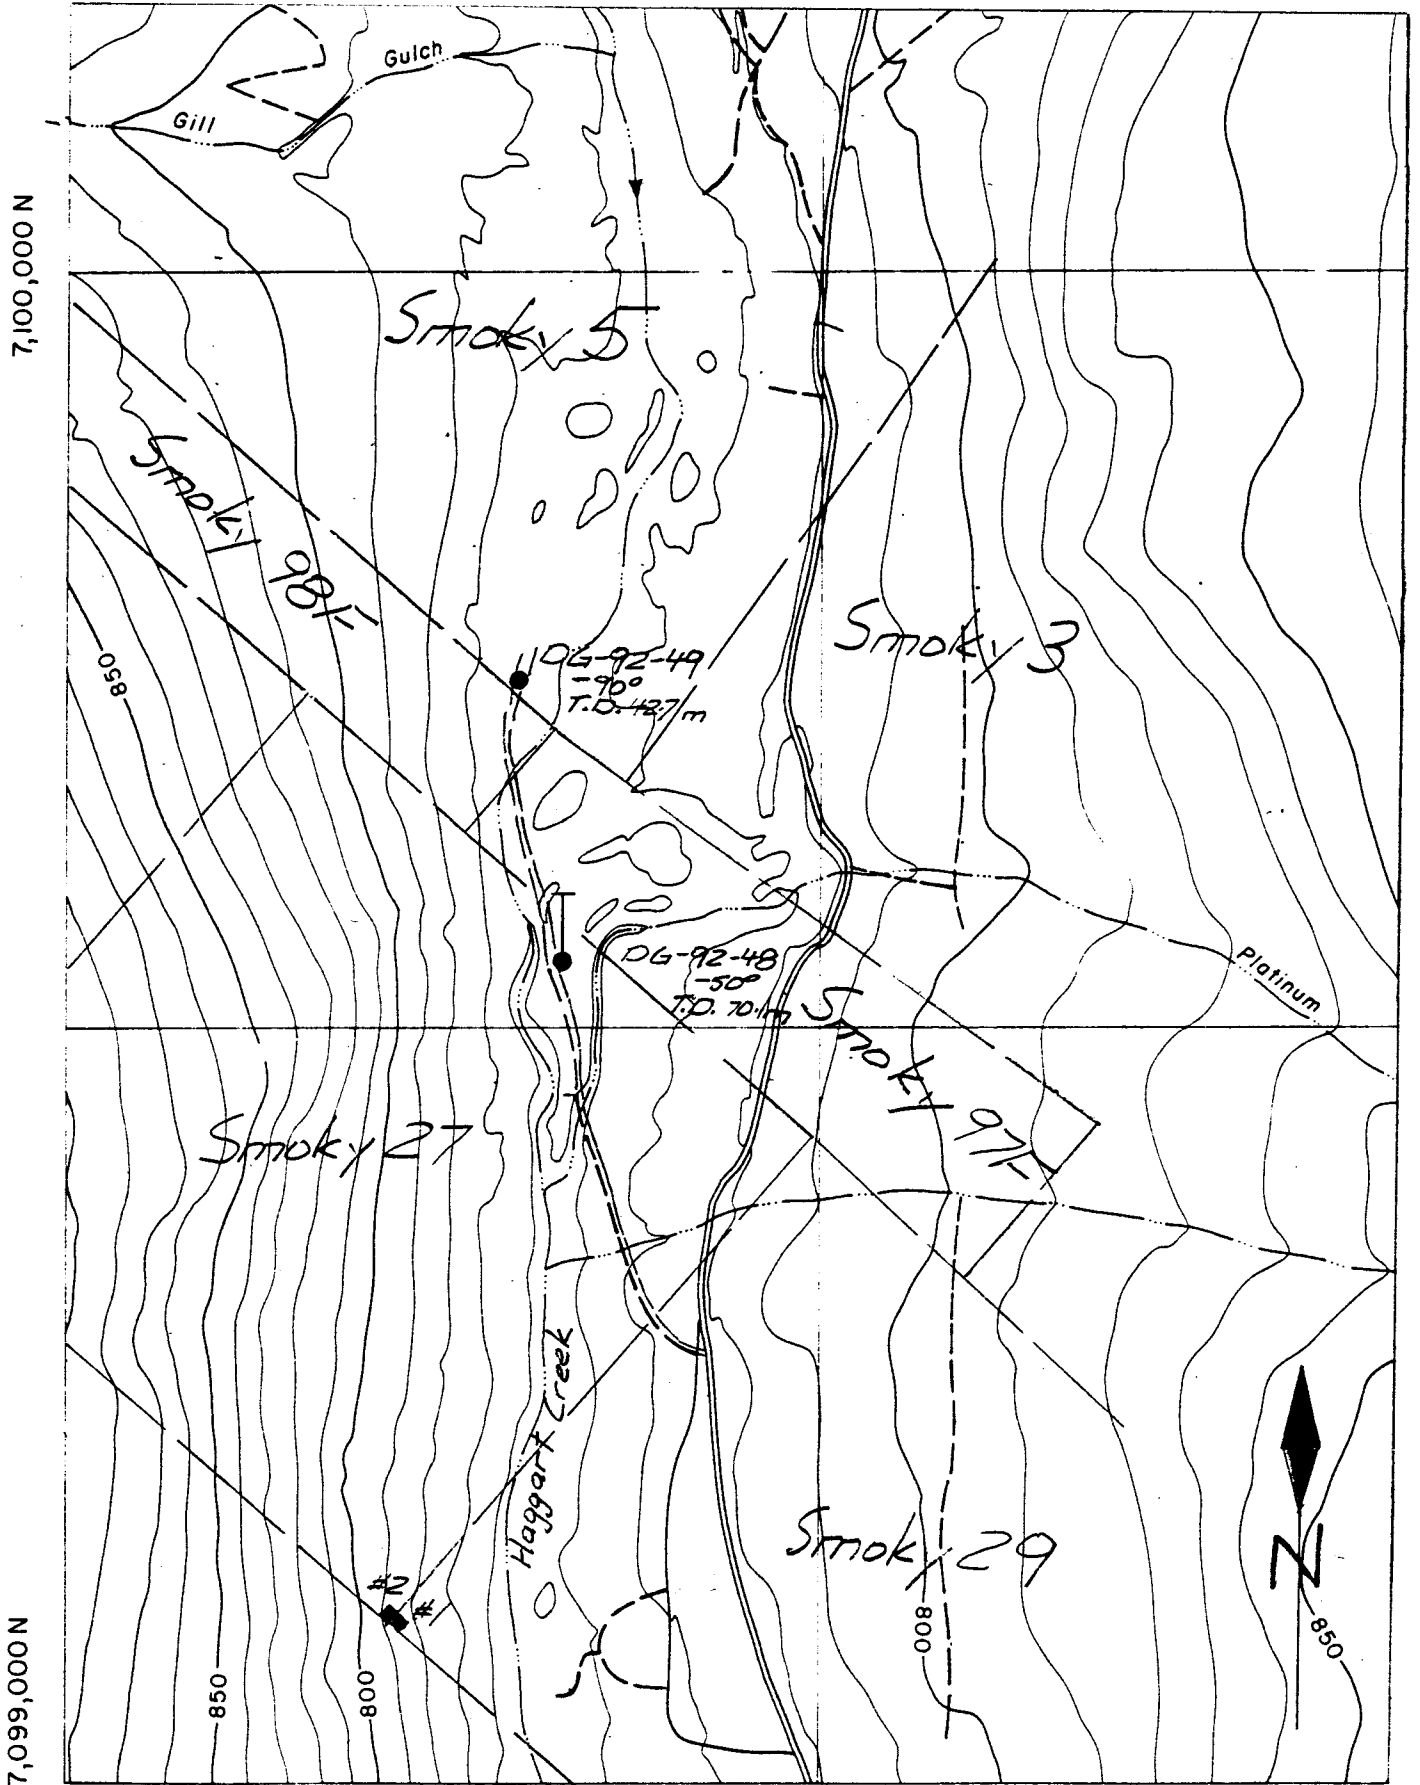 Gulch
Gill
7,100,000 N
Smoky 5
Smoky 98F
DG-92-49
-90°
T.D. 42.7m
Smoky 3
850
DG-92-48
-50°
T.D. 70.1m
Platinum
Smoky 97F
Smoky 27
Haggart Creek
Smoky 29
N
#2
#1
800
850
850
800
7,099,000 N